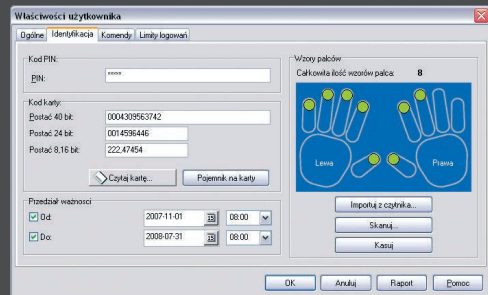 Właściwości użytkownika
Ogólne Identyfikacja Komendy Limity logowań
Kod PIN:
PIN: ****
Kod karty:
Postać 40 bit: 0004309563742
Postać 24 bit: 0014596446
Postać 8,16 bit: 222,47454
Czytaj kartę... Pojemnik na karty
Przedział ważności
Od: 2007-11-01 08:00
Do: 2008-07-31 08:00
Wzory palców
Całkowita ilość wzorów palca: 8
Lewa Prawa
Importuj z czytnika...
Skanuj...
Kasuj
OK Anuluj Raport Pomoc